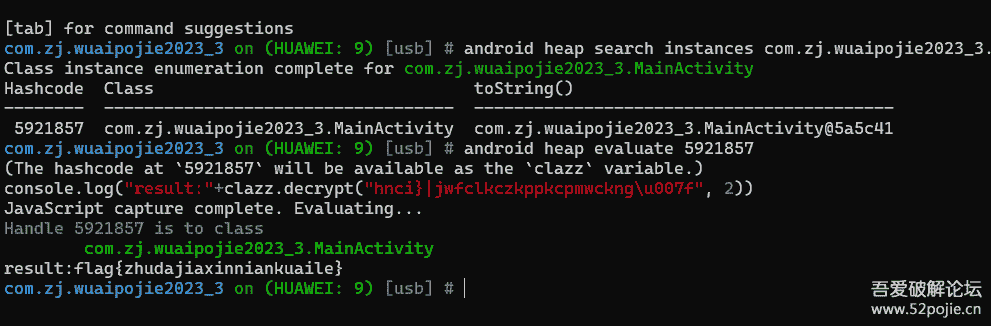 [tab] for command suggestions
com.zj.wuaipojie2023_3 on (HUAWEI: 9) [usb] # android heap search instances com.zj.wuaipojie2023_3.
Class instance enumeration complete for com.zj.wuaipojie2023_3.MainActivity
Hashcode  Class                                toString()
--------  -----------------------------------  ------------------------------------------
 5921857  com.zj.wuaipojie2023_3.MainActivity  com.zj.wuaipojie2023_3.MainActivity@5a5c41
com.zj.wuaipojie2023_3 on (HUAWEI: 9) [usb] # android heap evaluate 5921857
(The hashcode at `5921857` will be available as the `clazz` variable.)
console.log("result:"+clazz.decrypt("hnci}|jwfclkczkppkcpmwckng\u007f", 2))
JavaScript capture complete. Evaluating...
Handle 5921857 is to class
        com.zj.wuaipojie2023_3.MainActivity
result:flag{zhudajiaxinniankuaile}
com.zj.wuaipojie2023_3 on (HUAWEI: 9) [usb] #
吾爱破解论坛
www.52pojie.cn